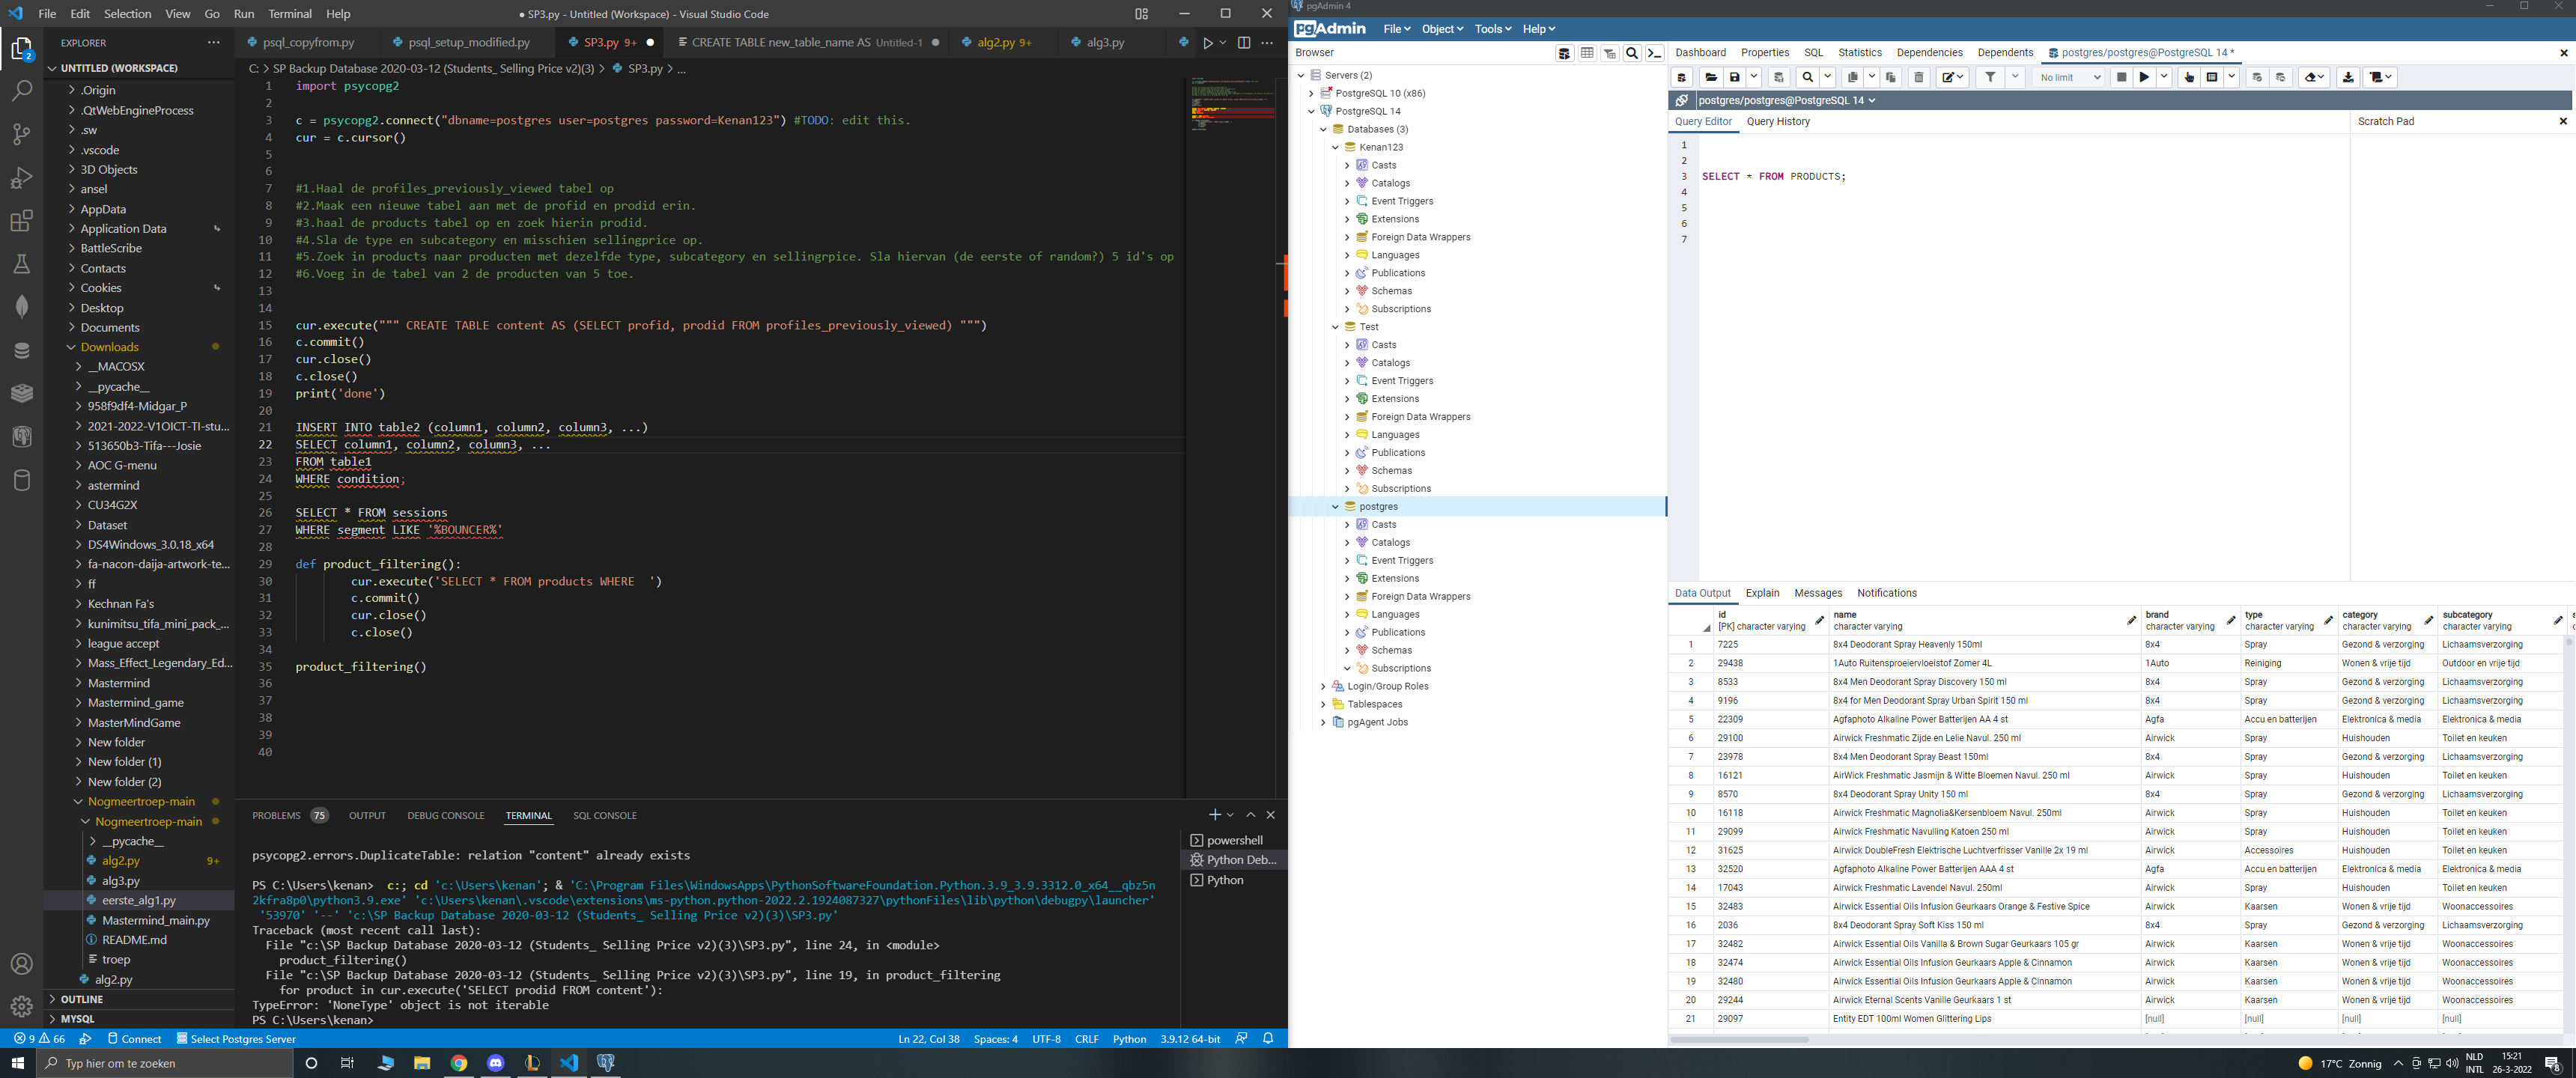 File Edit Selection View Go Run Terminal Help
● SP3.py - Untitled (Workspace) - Visual Studio Code
EXPLORER
UNTITLED (WORKSPACE)
.Origin
.QtWebEngineProcess
.sw
.vscode
3D Objects
ansel
AppData
Application Data
BattleScribe
Contacts
Cookies
Desktop
Documents
Downloads
__MACOSX
__pycache__
958f9df4-Midgar_P
2021-2022-V1OICT-TI-stu...
513650b3-Tifa---Josie
AOC G-menu
astermind
CU34G2X
Dataset
DS4Windows_3.0.18_x64
fa-nacon-daija-artwork-te...
ff
Kechnan Fa's
kunimitsu_tifa_mini_pack_...
league accept
Mass_Effect_Legendary_Ed...
Mastermind
Mastermind_game
MasterMindGame
New folder
New folder (1)
New folder (2)
Nogmeertroep-main
Nogmeertroep-main
__pycache__
alg2.py 9+
alg3.py
eerste_alg1.py
Mastermind_main.py
README.md
troep
alg2.py
OUTLINE
MYSQL
psql_copyfrom.py psql_setup_modified.py SP3.py 9+ CREATE TABLE new_table_name AS Untitled-1 alg2.py 9+ alg3.py
C: > SP Backup Database 2020-03-12 (Students_ Selling Price v2)(3) > SP3.py > ...
1 import psycopg2
2
3 c = psycopg2.connect("dbname=postgres user=postgres password=Kenan123") #TODO: edit this.
4 cur = c.cursor()
5
6
7 #1.Haal de profiles_previously_viewed tabel op
8 #2.Maak een nieuwe tabel aan met de profid en prodid erin.
9 #3.haal de products tabel op en zoek hierin prodid.
10 #4.Sla de type en subcategory en misschien sellingprice op.
11 #5.Zoek in products naar producten met dezelfde type, subcategory en sellingrpice. Sla hiervan (de eerste of random?) 5 id's op
12 #6.Voeg in de tabel van 2 de producten van 5 toe.
13
14
15 cur.execute(""" CREATE TABLE content AS (SELECT profid, prodid FROM profiles_previously_viewed) """)
16 c.commit()
17 cur.close()
18 c.close()
19 print('done')
20
21 INSERT INTO table2 (column1, column2, column3, ...)
22 SELECT column1, column2, column3, ...
23 FROM table1
24 WHERE condition;
25
26 SELECT * FROM sessions
27 WHERE segment LIKE '%BOUNCER%'
28
29 def product_filtering():
30 cur.execute('SELECT * FROM products WHERE  ')
31 c.commit()
32 cur.close()
33 c.close()
34
35 product_filtering()
36
37
38
39
40
PROBLEMS 75 OUTPUT DEBUG CONSOLE TERMINAL SQL CONSOLE
psycopg2.errors.DuplicateTable: relation "content" already exists
PS C:\Users\kenan>  c:; cd 'c:\Users\kenan'; & 'C:\Program Files\WindowsApps\PythonSoftwareFoundation.Python.3.9_3.9.3312.0_x64__qbz5n
2kfra8p0\python3.9.exe' 'c:\Users\kenan\.vscode\extensions\ms-python.python-2022.2.1924087327\pythonFiles\lib\python\debugpy\launcher'
'53970' '--' 'c:\SP Backup Database 2020-03-12 (Students_ Selling Price v2)(3)\SP3.py'
Traceback (most recent call last):
File "c:\SP Backup Database 2020-03-12 (Students_ Selling Price v2)(3)\SP3.py", line 24, in <module>
product_filtering()
File "c:\SP Backup Database 2020-03-12 (Students_ Selling Price v2)(3)\SP3.py", line 19, in product_filtering
for product in cur.execute('SELECT prodid FROM content'):
TypeError: 'NoneType' object is not iterable
PS C:\Users\kenan>
powershell
Python Deb...
Python
9 66 Connect Select Postgres Server Ln 22, Col 38 Spaces: 4 UTF-8 CRLF Python 3.9.12 64-bit
pgAdmin 4
pgAdmin File Object Tools Help
Browser
Servers (2)
PostgreSQL 10 (x86)
PostgreSQL 14
Databases (3)
Kenan123
Casts
Catalogs
Event Triggers
Extensions
Foreign Data Wrappers
Languages
Publications
Schemas
Subscriptions
Test
Casts
Catalogs
Event Triggers
Extensions
Foreign Data Wrappers
Languages
Publications
Schemas
Subscriptions
postgres
Casts
Catalogs
Event Triggers
Extensions
Foreign Data Wrappers
Languages
Publications
Schemas
Subscriptions
Login/Group Roles
Tablespaces
pgAgent Jobs
Dashboard Properties SQL Statistics Dependencies Dependents postgres/postgres@PostgreSQL 14 *
No limit
postgres/postgres@PostgreSQL 14
Query Editor Query History Scratch Pad
1
2
3 SELECT * FROM PRODUCTS;
4
5
6
7
Data Output Explain Messages Notifications
id name brand type category subcategory s
[PK] character varying character varying character varying character varying character varying character varying c
1 7225 8x4 Deodorant Spray Heavenly 150ml 8x4 Spray Gezond & verzorging Lichaamsverzorging
2 29438 1Auto Ruitensproeiervloeistof Zomer 4L 1Auto Reiniging Wonen & vrije tijd Outdoor en vrije tijd
3 8533 8x4 Men Deodorant Spray Discovery 150 ml 8x4 Spray Gezond & verzorging Lichaamsverzorging
4 9196 8x4 for Men Deodorant Spray Urban Spirit 150 ml 8x4 Spray Gezond & verzorging Lichaamsverzorging
5 22309 Agfaphoto Alkaline Power Batterijen AA 4 st Agfa Accu en batterijen Elektronica & media Elektronica & media
6 29100 Airwick Freshmatic Zijde en Lelie Navul. 250 ml Airwick Spray Huishouden Toilet en keuken
7 23978 8x4 Men Deodorant Spray Beast 150ml 8x4 Spray Gezond & verzorging Lichaamsverzorging
8 16121 AirWick Freshmatic Jasmijn & Witte Bloemen Navul. 250 ml Airwick Spray Huishouden Toilet en keuken
9 8570 8x4 Deodorant Spray Unity 150 ml 8x4 Spray Gezond & verzorging Lichaamsverzorging
10 16118 Airwick Freshmatic Magnolia&Kersenbloem Navul. 250ml Airwick Spray Huishouden Toilet en keuken
11 29099 Airwick Freshmatic Navulling Katoen 250 ml Airwick Spray Huishouden Toilet en keuken
12 31625 Airwick DoubleFresh Elektrische Luchtverfrisser Vanille 2x 19 ml Airwick Accessoires Huishouden Toilet en keuken
13 32520 Agfaphoto Alkaline Power Batterijen AAA 4 st Agfa Accu en batterijen Elektronica & media Elektronica & media
14 17043 Airwick Freshmatic Lavendel Navul. 250ml Airwick Spray Huishouden Toilet en keuken
15 32483 Airwick Essential Oils Infusion Geurkaars Orange & Festive Spice Airwick Kaarsen Wonen & vrije tijd Woonaccessoires
16 2036 8x4 Deodorant Spray Soft Kiss 150 ml 8x4 Spray Gezond & verzorging Lichaamsverzorging
17 32482 Airwick Essential Oils Vanilla & Brown Sugar Geurkaars 105 gr Airwick Kaarsen Wonen & vrije tijd Woonaccessoires
18 32474 Airwick Essential Oils Infusion Geurkaars Apple & Cinnamon Airwick Kaarsen Wonen & vrije tijd Woonaccessoires
19 32480 Airwick Essential Oils Infusion Geurkaars Apple & Cinnamon Airwick Kaarsen Wonen & vrije tijd Woonaccessoires
20 29244 Airwick Eternal Scents Vanille Geurkaars 1 st Airwick Kaarsen Wonen & vrije tijd Woonaccessoires
21 29097 Entity EDT 100ml Women Glittering Lips [null] [null] [null] [null]
Typ hier om te zoeken
17°C Zonnig NLD INTL 15:21 26-3-2022 8